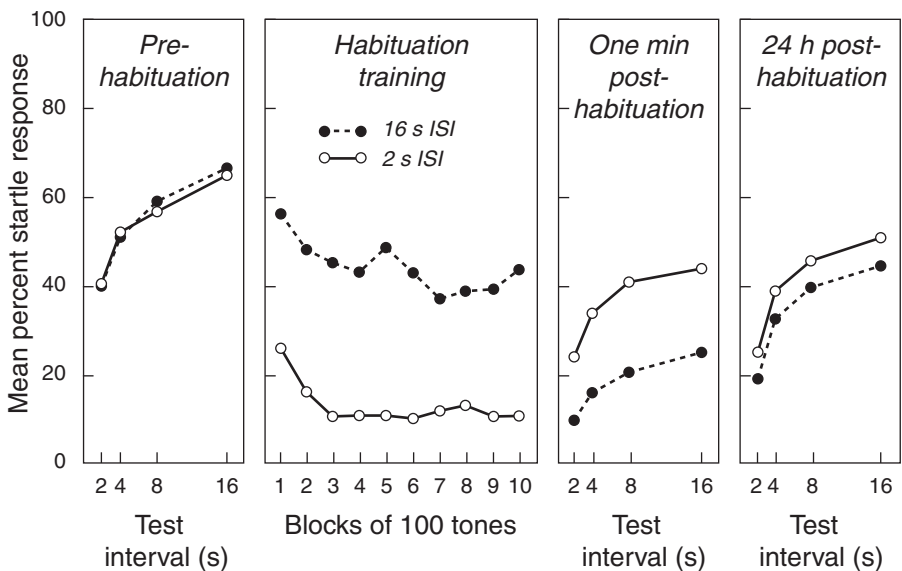 100
80
60
40
20
0
Mean percent startle response
Pre-
habituation
2 4 8 16
Test
interval (s)
Habituation
training
16 s ISI
2 s ISI
1 2 3 4 5 6 7 8 9 10
Blocks of 100 tones
One min
post-
habituation
2 4 8 16
Test
interval (s)
24 h post-
habituation
2 4 8 16
Test
interval (s)